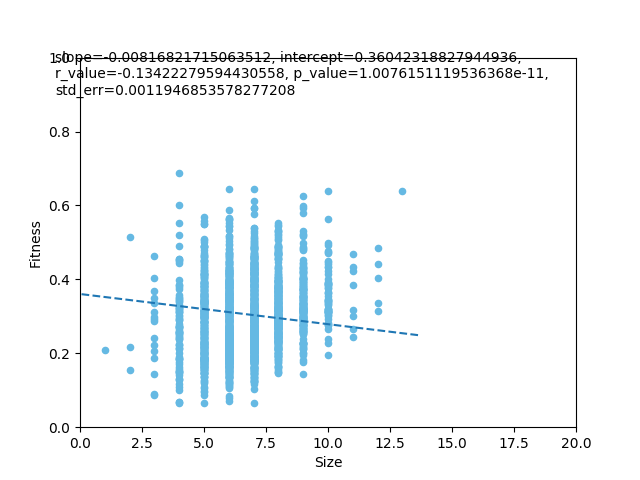 slope=-0.00816821715063512, intercept=0.36042318827944936,
r_value=-0.13422279594430558, p_value=1.0076151119536368e-11,
std_err=0.0011946853578277208
1.0
0.8
0.6
0.4
0.2
0.0
Fitness
0.0 2.5 5.0 7.5 10.0 12.5 15.0 17.5 20.0
Size